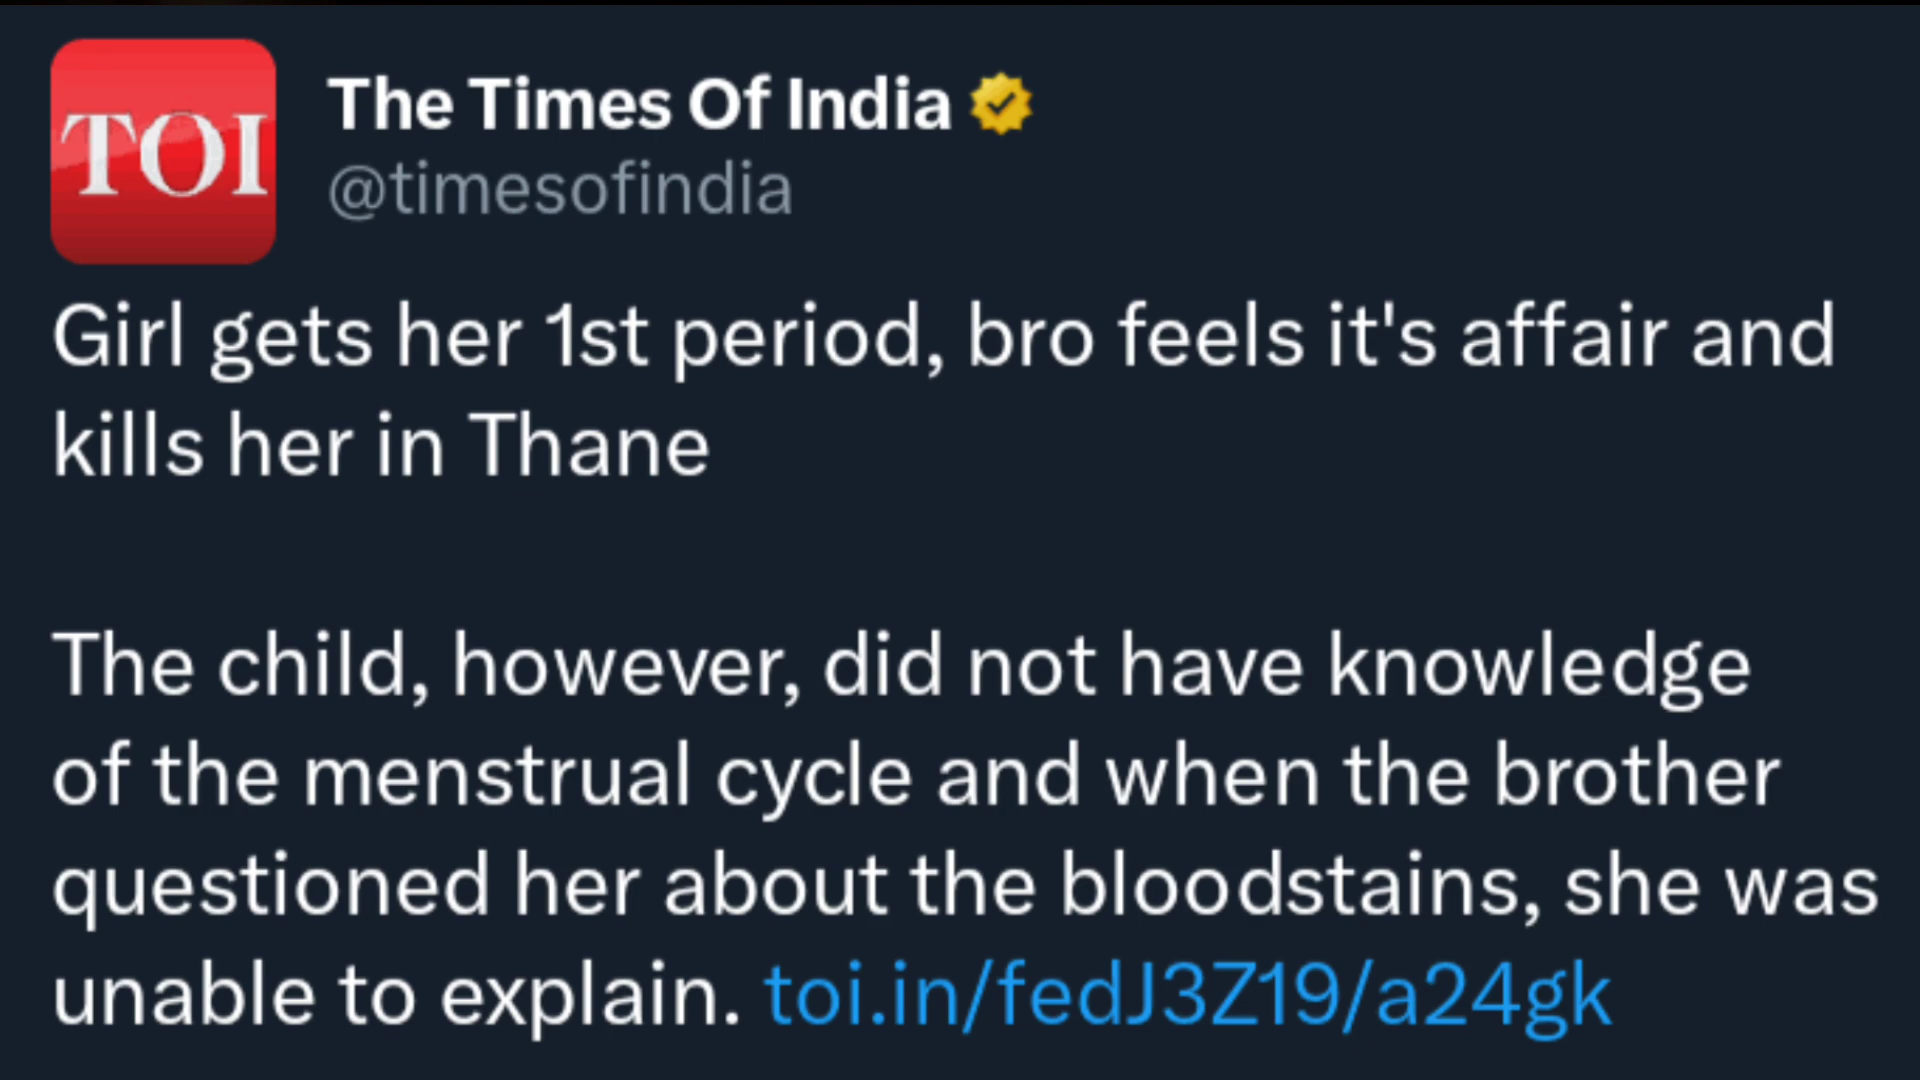 TOI
The Times Of India
@timesofindia
Girl gets her 1st period, bro feels it's affair and
kills her in Thane
The child, however, did not have knowledge
of the menstrual cycle and when the brother
questioned her about the bloodstains, she was
unable to explain. toi.in/fedJ3Z19/a24gk